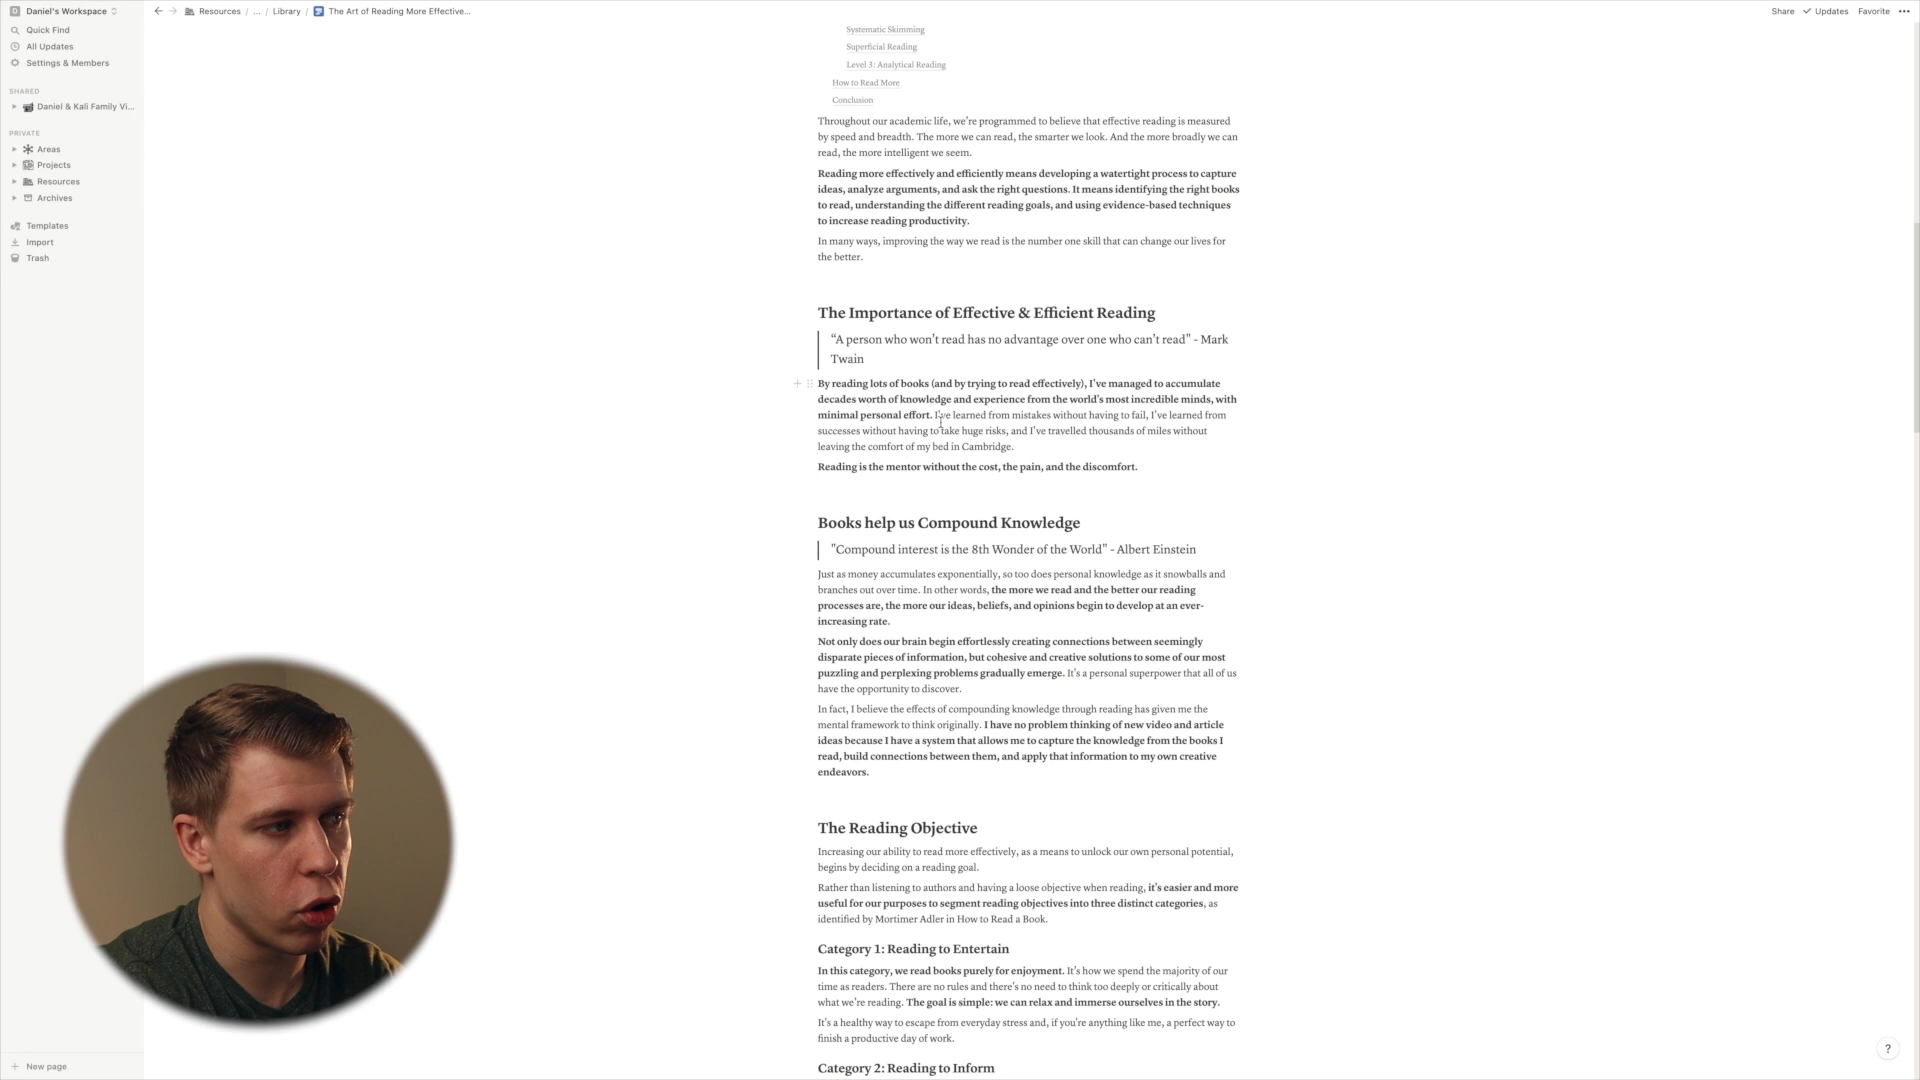 Daniel's Workspace
Quick Find
All Updates
Settings & Members
SHARED
Daniel & Kali Family Vi...
PRIVATE
Areas
Projects
Resources
Archives
Templates
Import
Trash
New page
Resources / ... / Library / The Art of Reading More Effective...
Share Updates Favorite
Systematic Skimming
Superficial Reading
Level 3: Analytical Reading
How to Read More
Conclusion
Throughout our academic life, we're programmed to believe that effective reading is measured
by speed and breadth. The more we can read, the smarter we look. And the more broadly we can
read, the more intelligent we seem.
Reading more effectively and efficiently means developing a watertight process to capture
ideas, analyze arguments, and ask the right questions. It means identifying the right books
to read, understanding the different reading goals, and using evidence-based techniques
to increase reading productivity.
In many ways, improving the way we read is the number one skill that can change our lives for
the better.
The Importance of Effective & Efficient Reading
“A person who won’t read has no advantage over one who can’t read" - Mark
Twain
By reading lots of books (and by trying to read effectively), I've managed to accumulate
decades worth of knowledge and experience from the world's most incredible minds, with
minimal personal effort. I've learned from mistakes without having to fail, I've learned from
successes without having to take huge risks, and I've travelled thousands of miles without
leaving the comfort of my bed in Cambridge.
Reading is the mentor without the cost, the pain, and the discomfort.
Books help us Compound Knowledge
"Compound interest is the 8th Wonder of the World" - Albert Einstein
Just as money accumulates exponentially, so too does personal knowledge as it snowballs and
branches out over time. In other words, the more we read and the better our reading
processes are, the more our ideas, beliefs, and opinions begin to develop at an ever-
increasing rate.
Not only does our brain begin effortlessly creating connections between seemingly
disparate pieces of information, but cohesive and creative solutions to some of our most
puzzling and perplexing problems gradually emerge. It's a personal superpower that all of us
have the opportunity to discover.
In fact, I believe the effects of compounding knowledge through reading has given me the
mental framework to think originally. I have no problem thinking of new video and article
ideas because I have a system that allows me to capture the knowledge from the books I
read, build connections between them, and apply that information to my own creative
endeavors.
The Reading Objective
Increasing our ability to read more effectively, as a means to unlock our own personal potential,
begins by deciding on a reading goal.
Rather than listening to authors and having a loose objective when reading, it's easier and more
useful for our purposes to segment reading objectives into three distinct categories, as
identified by Mortimer Adler in How to Read a Book.
Category 1: Reading to Entertain
In this category, we read books purely for enjoyment. It's how we spend the majority of our
time as readers. There are no rules and there's no need to think too deeply or critically about
what we're reading. The goal is simple: we can relax and immerse ourselves in the story.
It's a healthy way to escape from everyday stress and, if you're anything like me, a perfect way to
finish a productive day of work.
Category 2: Reading to Inform
?